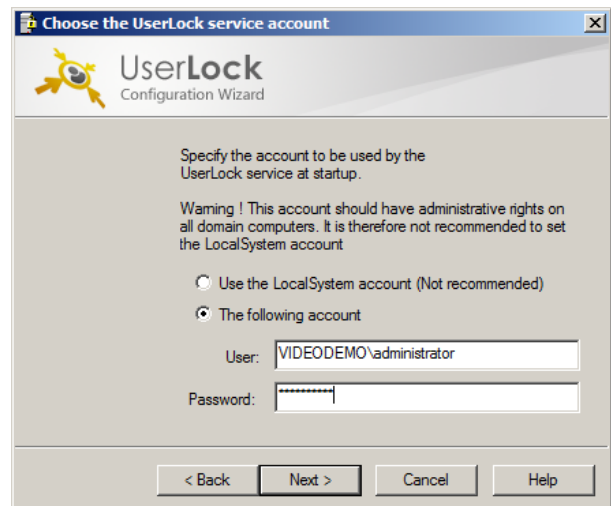 Choose the UserLock service account
UserLock
Configuration Wizard
Specify the account to be used by the
UserLock service at startup.
Warning ! This account should have administrative rights on
all domain computers. It is therefore not recommended to set
the LocalSystem account
Use the LocalSystem account (Not recommended)
The following account
User: VIDEODEMO\administrator
Password: **********
< Back Next > Cancel Help